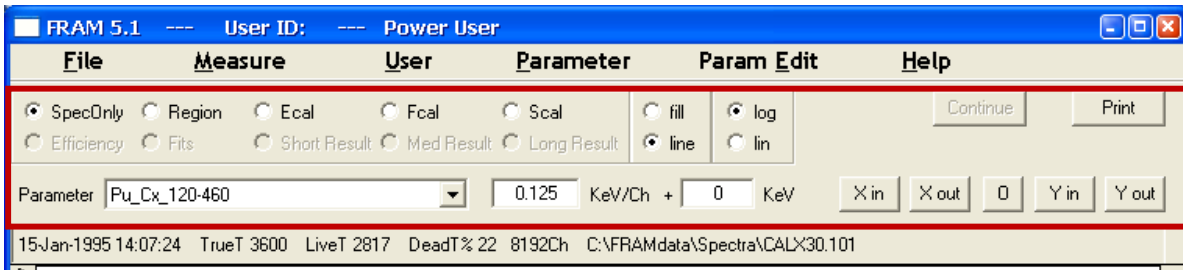 FRAM 5.1 --- User ID: --- Power User
File Measure User Parameter Param Edit Help
SpecOnly Region Ecal Fcal Scal fill log Continue Print
Efficiency Fits Short Result Med Result Long Result line lin
Parameter Pu_Cx_120-460 0.125 KeV/Ch + 0 KeV X in X out 0 Y in Y out
15-Jan-1995 14:07:24 TrueT 3600 LiveT 2817 DeadT% 22 8192Ch C:\FRAMdata\Spectra\CALX30.101